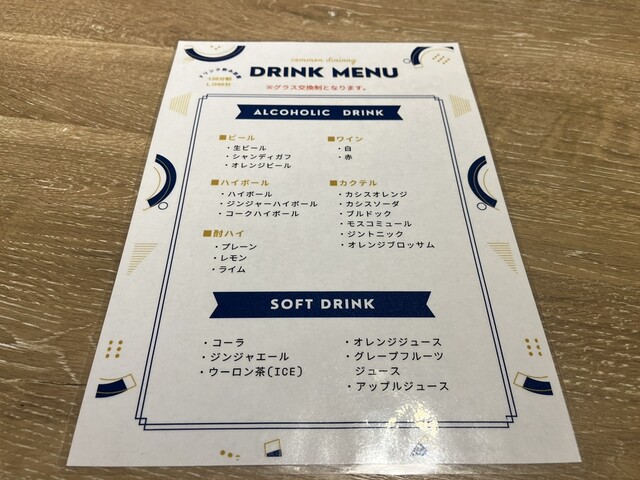 common dining
DRINK MENU
ドリンク飲み放題
※グラス交換制となります。
ALCOHOLIC DRINK
■ビール
・生ビール
・シャンディガフ
・オレンジビール
■ハイボール
・ハイボール
・ジンジャーハイボール
・コークハイボール
■酎ハイ
・プレーン
・レモン
・ライム
■ワイン
・白
・赤
■カクテル
・カシスオレンジ
・カシスソーダ
・ブルドック
・モスコミュール
・ジントニック
・オレンジブロッサム
SOFT DRINK
・コーラ
・ジンジャエール
・ウーロン茶(ICE)
・オレンジジュース
・グレープフルーツ
ジュース
・アップルジュース